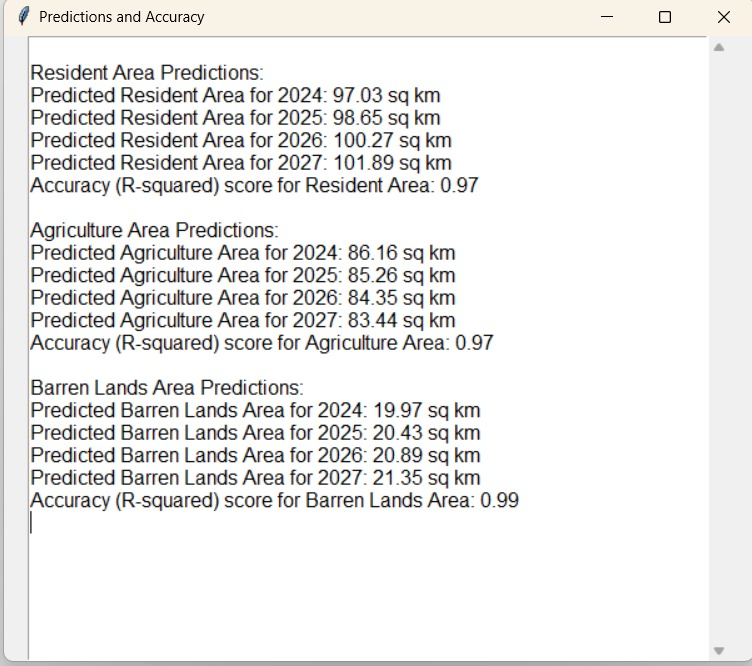 Predictions and Accuracy
Resident Area Predictions:
Predicted Resident Area for 2024: 97.03 sq km
Predicted Resident Area for 2025: 98.65 sq km
Predicted Resident Area for 2026: 100.27 sq km
Predicted Resident Area for 2027: 101.89 sq km
Accuracy (R-squared) score for Resident Area: 0.97
Agriculture Area Predictions:
Predicted Agriculture Area for 2024: 86.16 sq km
Predicted Agriculture Area for 2025: 85.26 sq km
Predicted Agriculture Area for 2026: 84.35 sq km
Predicted Agriculture Area for 2027: 83.44 sq km
Accuracy (R-squared) score for Agriculture Area: 0.97
Barren Lands Area Predictions:
Predicted Barren Lands Area for 2024: 19.97 sq km
Predicted Barren Lands Area for 2025: 20.43 sq km
Predicted Barren Lands Area for 2026: 20.89 sq km
Predicted Barren Lands Area for 2027: 21.35 sq km
Accuracy (R-squared) score for Barren Lands Area: 0.99